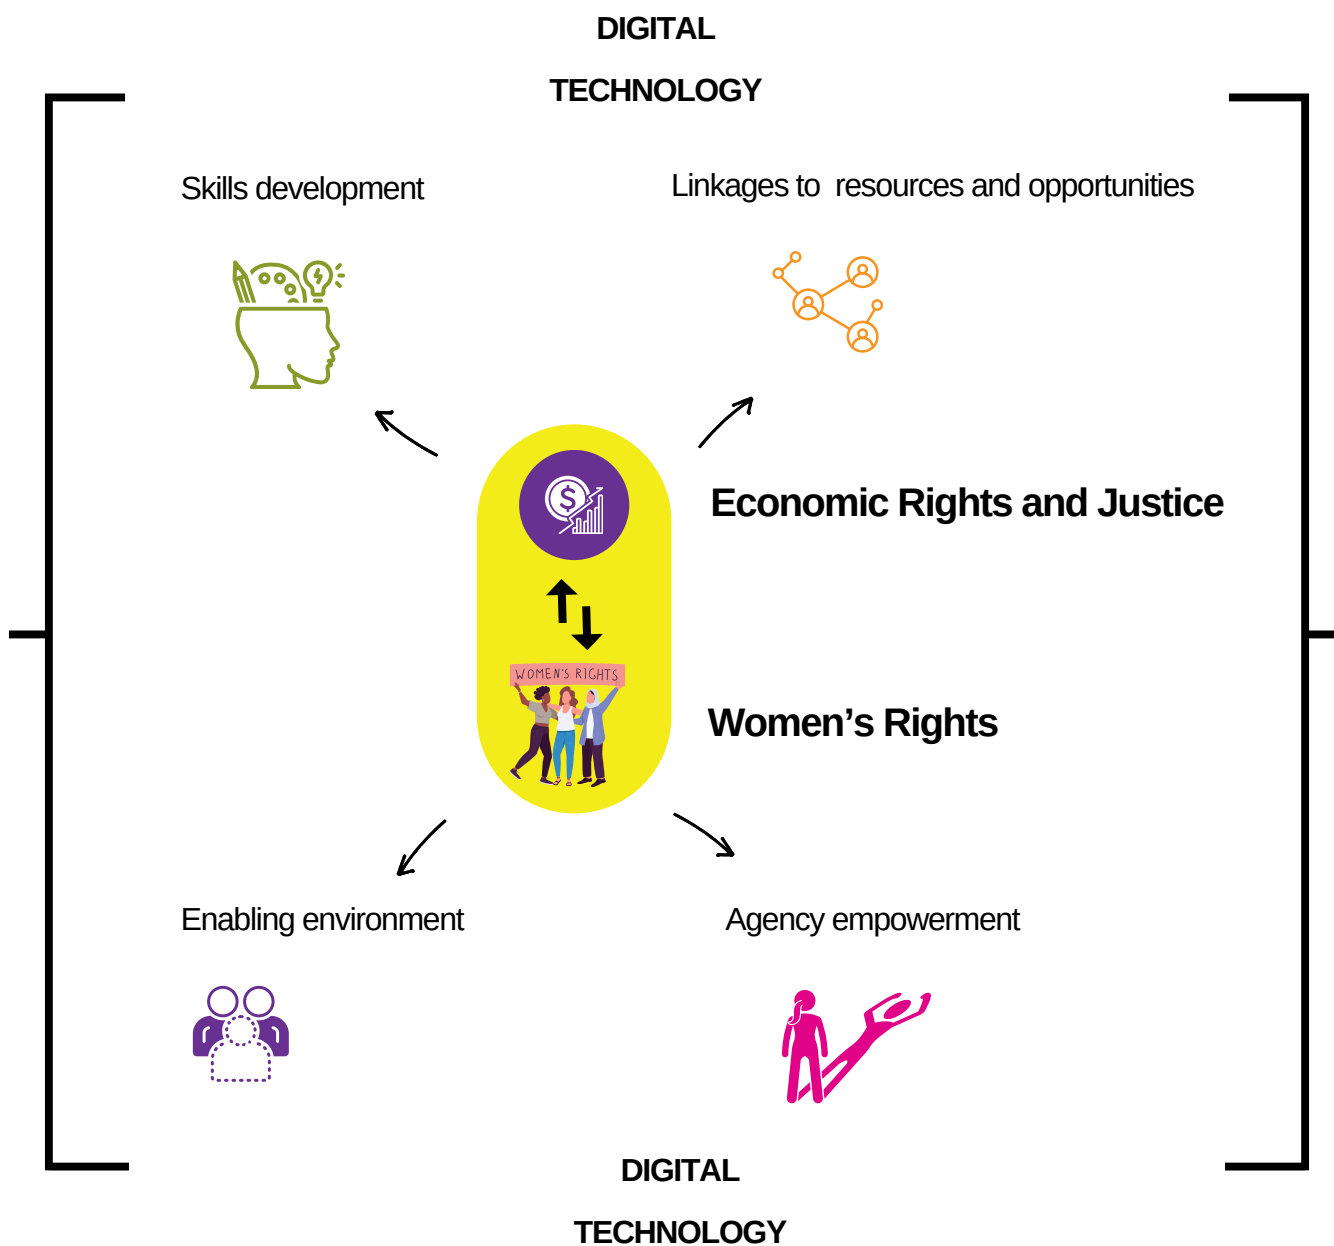 DIGITAL
TECHNOLOGY
Skills development
Linkages to  resources and opportunities
$
Economic Rights and Justice
WOMEN'S RIGHTS
Women’s Rights
Enabling environment
Agency empowerment
DIGITAL
TECHNOLOGY